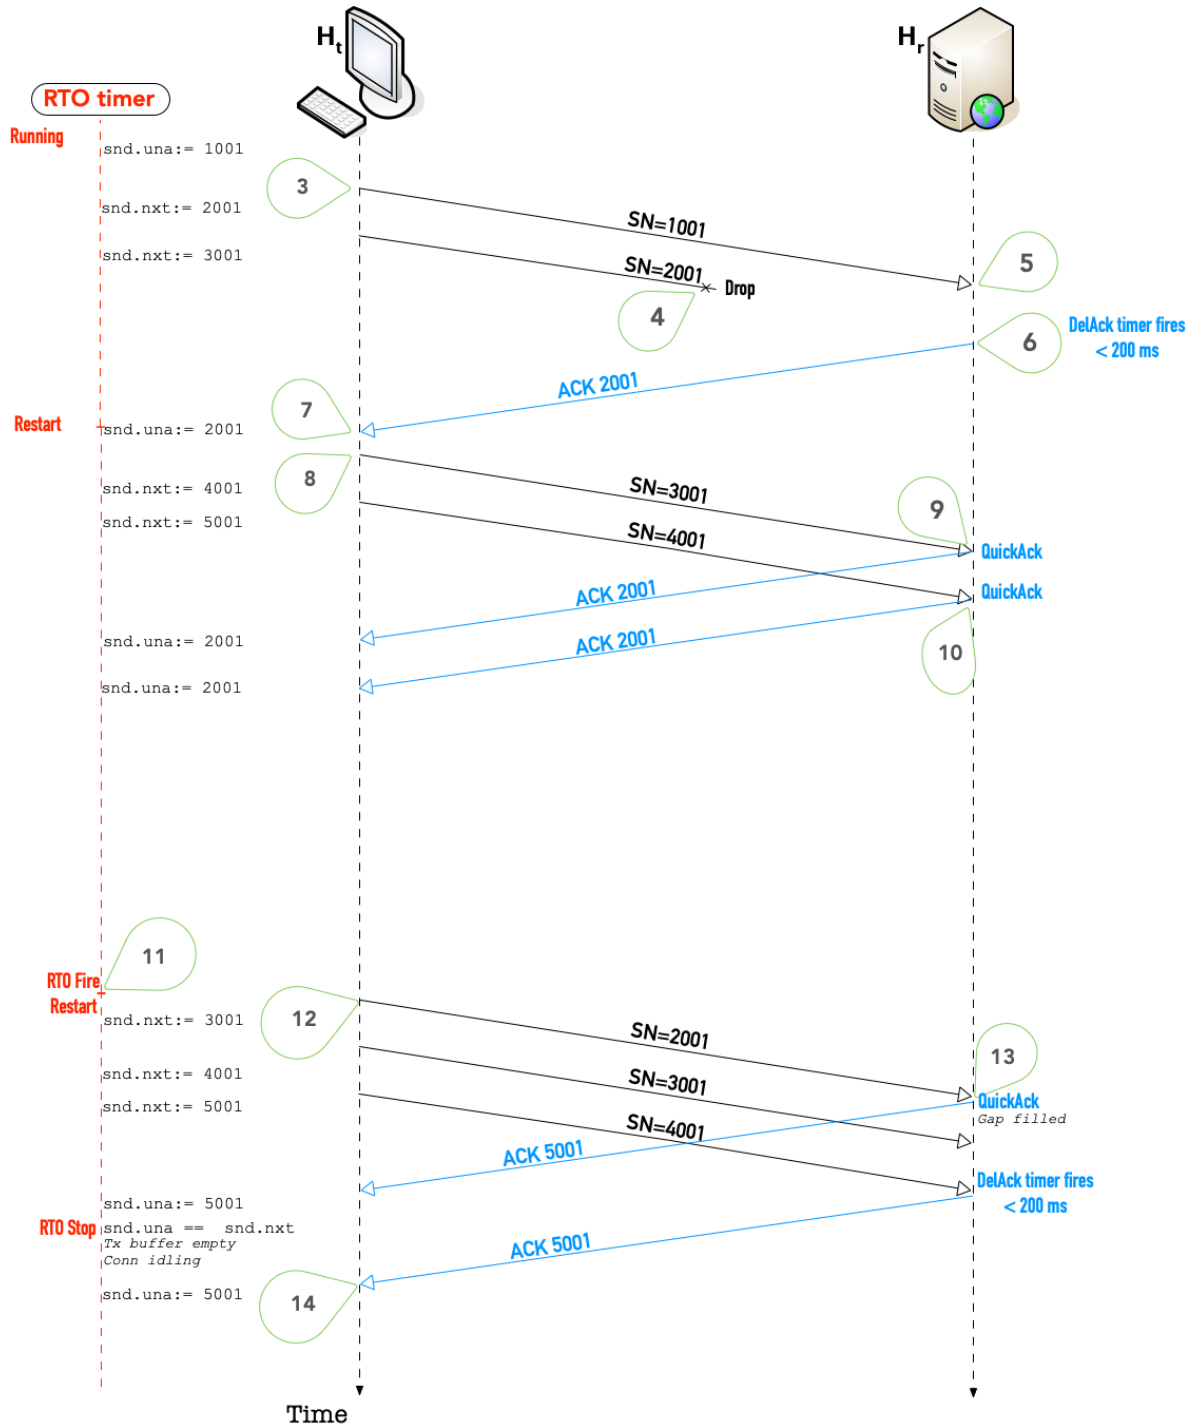 Ht
Hr
RTO timer
Running
snd.una:= 1001
3
snd.nxt:= 2001
SN=1001
snd.nxt:= 3001
SN=2001
5
Drop
4
6
DelAck timer fires
< 200 ms
ACK 2001
7
Restart
snd.una:= 2001
8
snd.nxt:= 4001
SN=3001
9
snd.nxt:= 5001
SN=4001
QuickAck
ACK 2001
QuickAck
snd.una:= 2001
ACK 2001
10
snd.una:= 2001
11
RTO Fire
Restart
snd.nxt:= 3001
12
SN=2001
13
snd.nxt:= 4001
SN=3001
QuickAck
Gap filled
snd.nxt:= 5001
SN=4001
ACK 5001
DelAck timer fires
< 200 ms
snd.una:= 5001
RTO Stop
snd.una == snd.nxt
Tx buffer empty
Conn idling
ACK 5001
snd.una:= 5001
14
Time